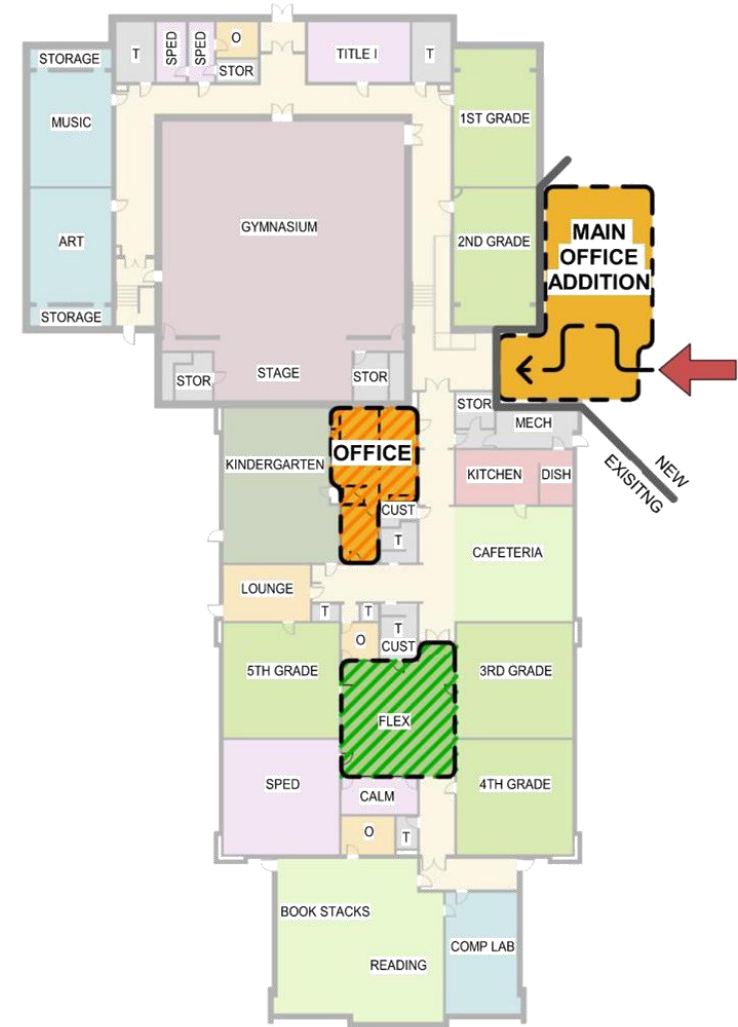 STORAGE
T
SPED
SPED
O
STOR
TITLE I
T
MUSIC
1ST GRADE
ART
GYMNASIUM
2ND GRADE
MAIN
OFFICE
ADDITION
STORAGE
STOR
STAGE
STOR
STOR
MECH
KINDERGARTEN
OFFICE
KITCHEN
DISH
NEW
EXISITNG
CUST
T
CAFETERIA
LOUNGE
T
T
T
CUST
O
5TH GRADE
3RD GRADE
FLEX
SPED
CALM
4TH GRADE
O
T
BOOK STACKS
READING
COMP LAB